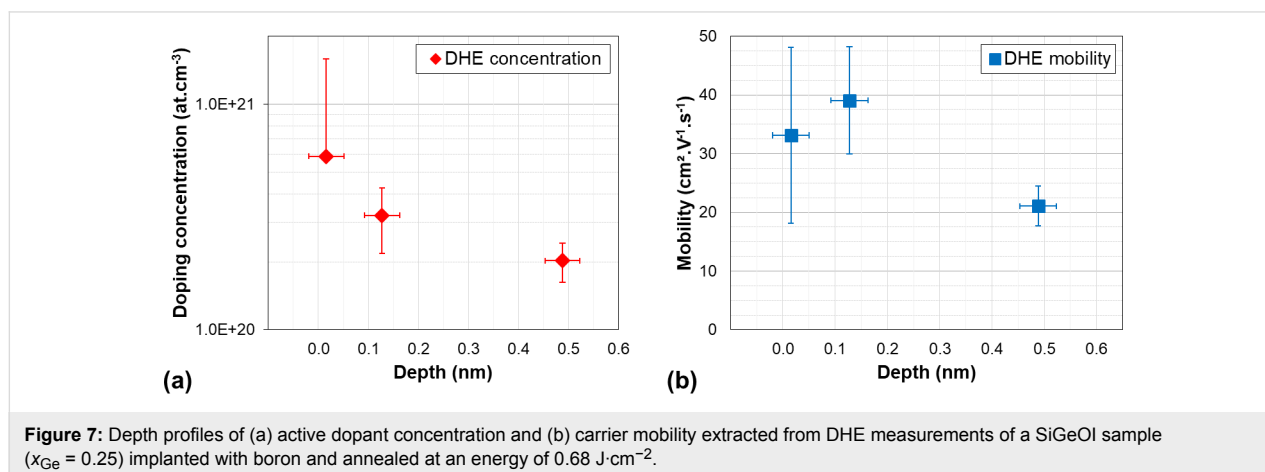 DHE concentration
Doping concentration (at.cm-3)
1.0E+21
1.0E+20
0.0 0.1 0.2 0.3 0.4 0.5 0.6
Depth (nm)
(a)
DHE mobility
Mobility (cm².V-1.s-1)
50
40
30
20
10
0
0.0 0.1 0.2 0.3 0.4 0.5 0.6
Depth (nm)
(b)
Figure 7: Depth profiles of (a) active dopant concentration and (b) carrier mobility extracted from DHE measurements of a SiGeOI sample
(xGe = 0.25) implanted with boron and annealed at an energy of 0.68 J·cm−2.